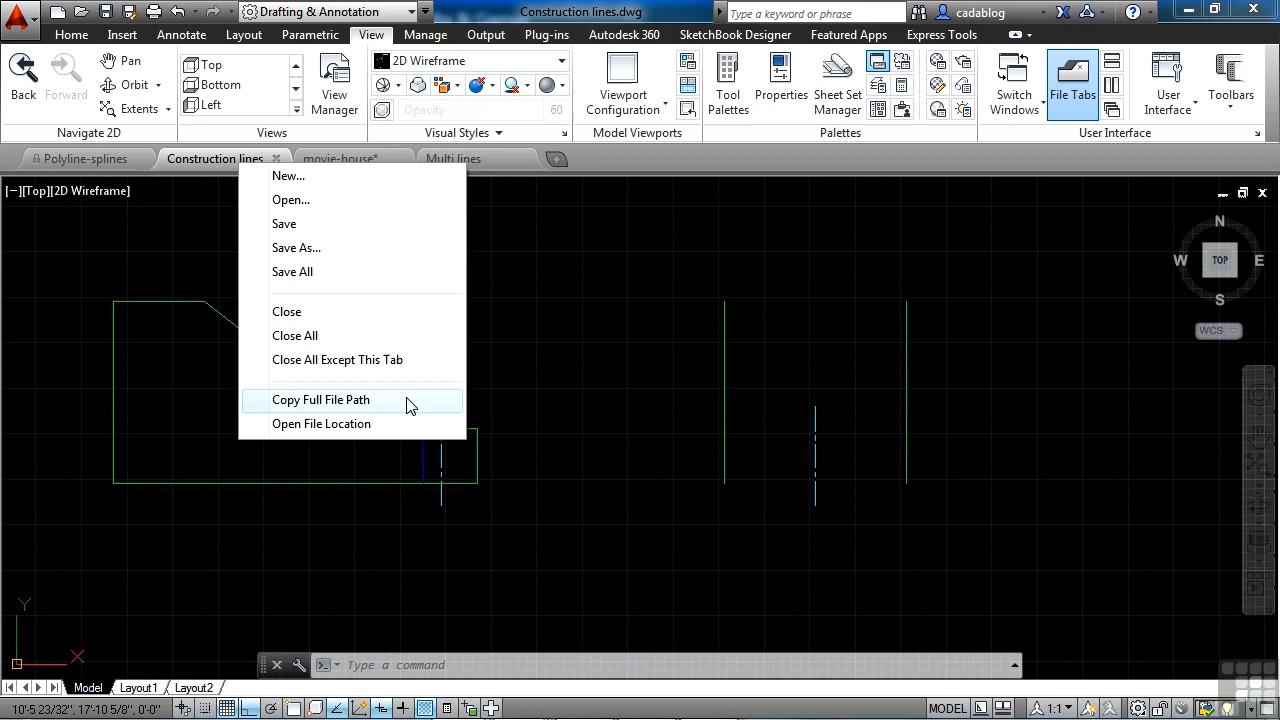 Drafting & Annotation
Construction lines.dwg
Type a keyword or phrase
cadablog
Home Insert Annotate Layout Parametric View Manage Output Plug-ins Autodesk 360 SketchBook Designer Featured Apps Express Tools
Back
Forward
Pan
Orbit
Extents
Navigate 2D
Top
Bottom
Left
View
Manager
Views
2D Wireframe
Opacity 60
Visual Styles
Viewport
Configuration
Model Viewports
Tool
Palettes
Properties
Sheet Set
Manager
Palettes
Switch
Windows
File Tabs
User
Interface
Toolbars
User Interface
Polyline-splines Construction lines movie-house* Multi lines
[−][Top][2D Wireframe]
New...
Open...
Save
Save As...
Save All
Close
Close All
Close All Except This Tab
Copy Full File Path
Open File Location
N
W TOP E
S
WCS
Y
X
Type a command
Model Layout1 Layout2
10'-5 23/32", 17'-10 5/8", 0'-0"
MODEL
1:1